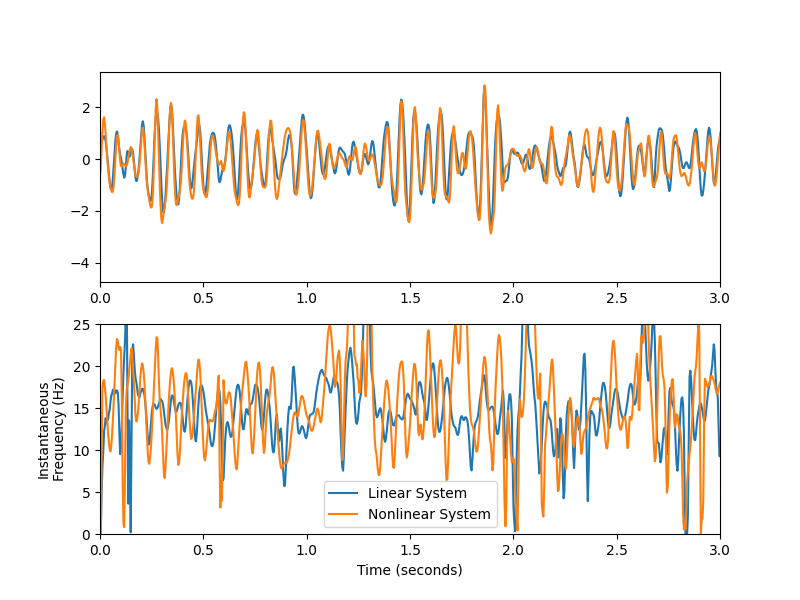 2
0
−2
−4
0.0 0.5 1.0 1.5 2.0 2.5 3.0
25
20
15
10
5
0
Instantaneous
Frequency (Hz)
Linear System
Nonlinear System
0.0 0.5 1.0 1.5 2.0 2.5 3.0
Time (seconds)